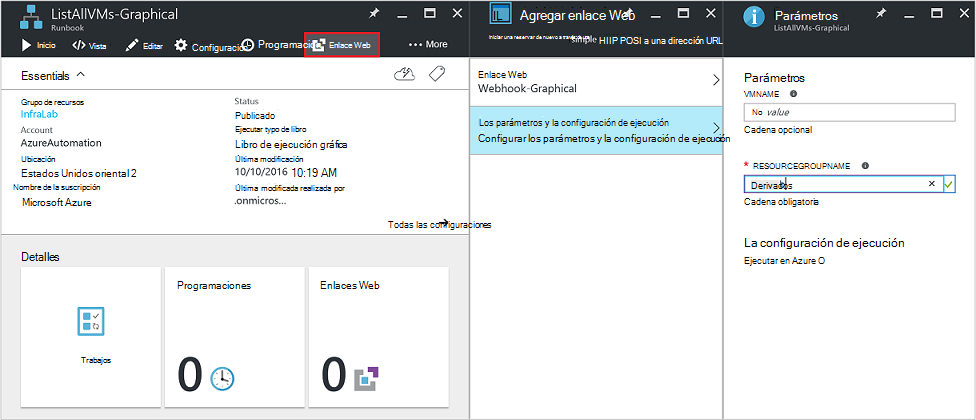 ListAllVMs-Graphical
Runbook
Inicio
Vista
Editar
Configuración
Programación
Enlace Web
More
Essentials
Grupo de recursos
InfraLab
Account
AzureAutomation
Ubicación
Estados Unidos oriental 2
Nombre de la suscripción
Microsoft Azure
Status
Publicado
Ejecutar tipo de libro
Libro de ejecución gráfica
Última modificación
10/10/2016 10:19 AM
Última modificada realizada por
.onmicros...
Todas las configuraciones
Detalles
Trabajos
Programaciones
0
Enlaces Web
0
Agregar enlace Web
Iniciar una reservar de nuevo a través de un
simple HIIP POSI a una dirección URL
Enlace Web
Webhook-Graphical
Los parámetros y la configuración de ejecución
Configurar los parámetros y la configuración de ejecución
Parámetros
ListAllVMs-Graphical
Parámetros
VMNAME
No value
Cadena opcional
* RESOURCEGROUPNAME
Derivados
Cadena obligatoria
La configuración de ejecución
Ejecutar en Azure O